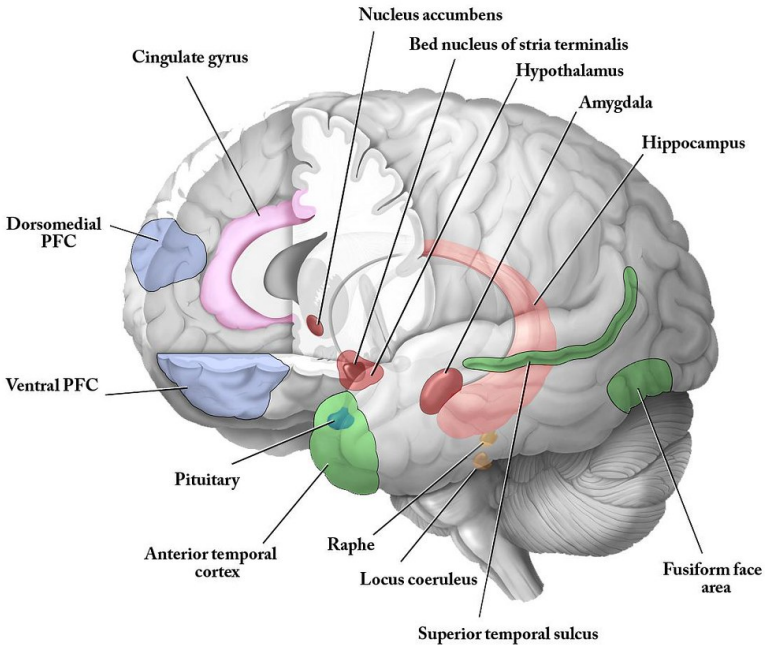 Nucleus accumbens
Bed nucleus of stria terminalis
Cingulate gyrus
Hypothalamus
Amygdala
Hippocampus
Dorsomedial
PFC
Ventral PFC
Pituitary
Anterior temporal
cortex
Raphe
Locus coeruleus
Fusiform face
area
Superior temporal sulcus